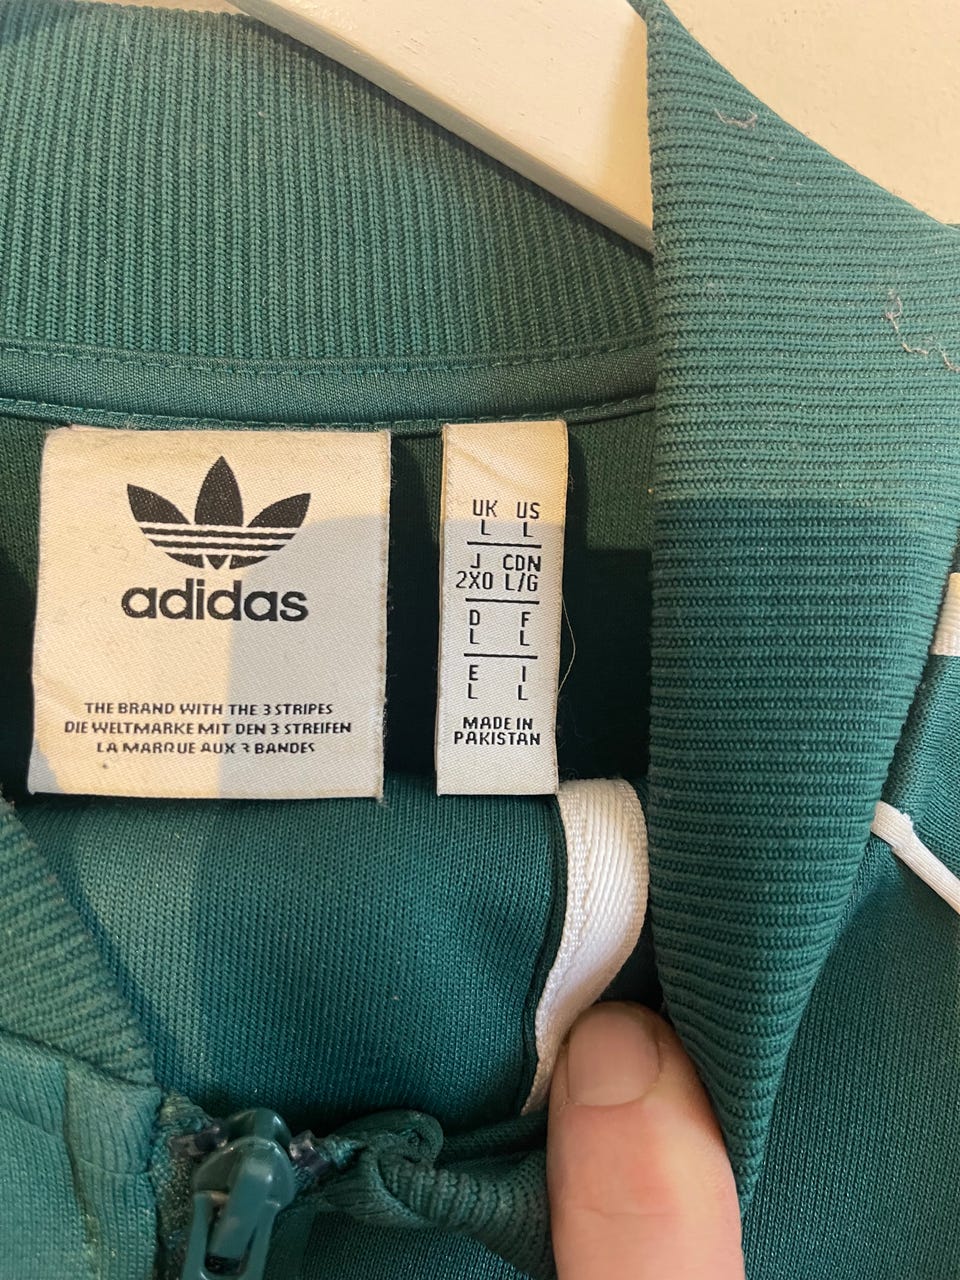 adidas
THE BRAND WITH THE 3 STRIPES
DIE WELTMARKE MIT DEN 3 STREIFEN
LA MARQUE AUX 3 BANDES
UK US
L L
J CDN
2XO L/G
D F
L L
E I
L L
MADE IN
PAKISTAN